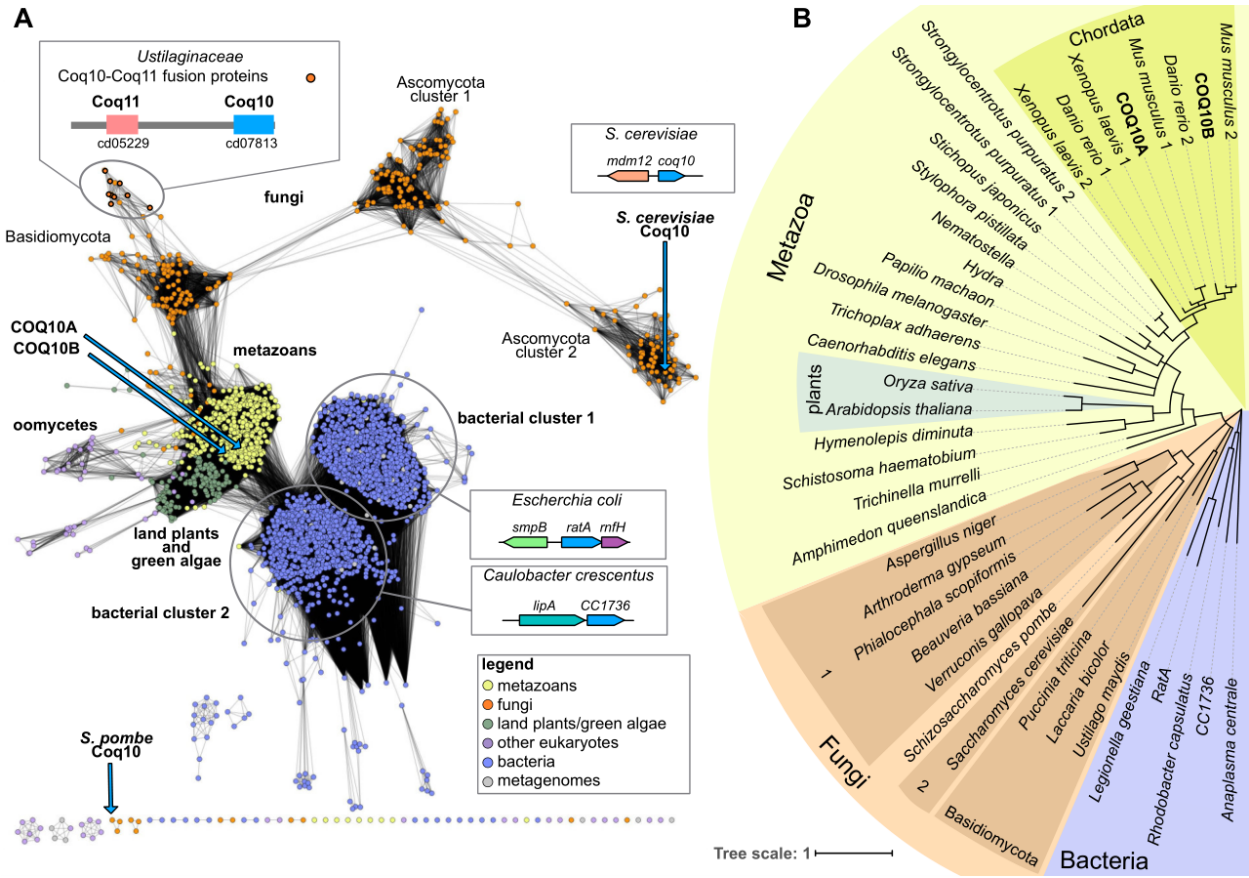 A
Ustilaginaceae
Coq10-Coq11 fusion proteins
Coq11
Coq10
cd05229
cd07813
Ascomycota
cluster 1
S. cerevisiae
mdm12
coq10
fungi
Basidiomycota
S. cerevisiae
Coq10
COQ10A
COQ10B
metazoans
Ascomycota
cluster 2
oomycetes
bacterial cluster 1
Escherchia coli
smpB
ratA
rnfH
land plants
and
green algae
Caulobacter crescentus
lipA
CC1736
bacterial cluster 2
legend
metazoans
fungi
land plants/green algae
other eukaryotes
bacteria
metagenomes
S. pombe
Coq10
B
Chordata
Mus musculus 2
COQ10B
Danio rerio 2
Mus musculus 1
COQ10A
Xenopus laevis 1
Danio rerio 1
Xenopus laevis 2
Strongylocentrotus purpuratus 2
Strongylocentrotus purpuratus 1
Stichopus japonicus
Stylophora pistillata
Nematostella
Hydra
Papilio machaon
Drosophila melanogaster
Trichoplax adhaerens
Caenorhabditis elegans
Metazoa
plants
Oryza sativa
Arabidopsis thaliana
Hymenolepis diminuta
Schistosoma haematobium
Trichinella murrelli
Amphimedon queenslandica
Aspergillus niger
Arthroderma gypseum
Phialocephala scopiformis
Beauveria bassiana
Verruconis gallopava
1
Schizosaccharomyces pombe
Saccharomyces cerevisiae
2
Puccinia triticina
Laccaria bicolor
Ustilago maydis
Basidiomycota
Fungi
Legionella geestiana
RatA
Rhodobacter capsulatus
CC1736
Anaplasma centrale
Bacteria
Tree scale: 1